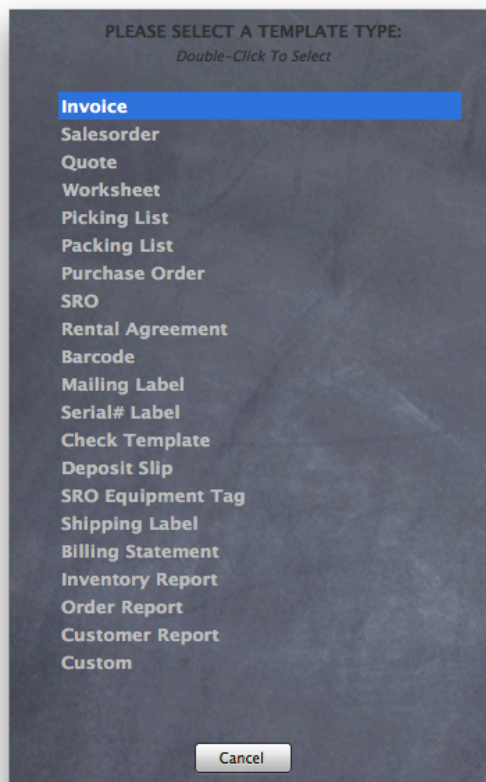 PLEASE SELECT A TEMPLATE TYPE:
Double-Click To Select
Invoice
Salesorder
Quote
Worksheet
Picking List
Packing List
Purchase Order
SRO
Rental Agreement
Barcode
Mailing Label
Serial# Label
Check Template
Deposit Slip
SRO Equipment Tag
Shipping Label
Billing Statement
Inventory Report
Order Report
Customer Report
Custom
Cancel